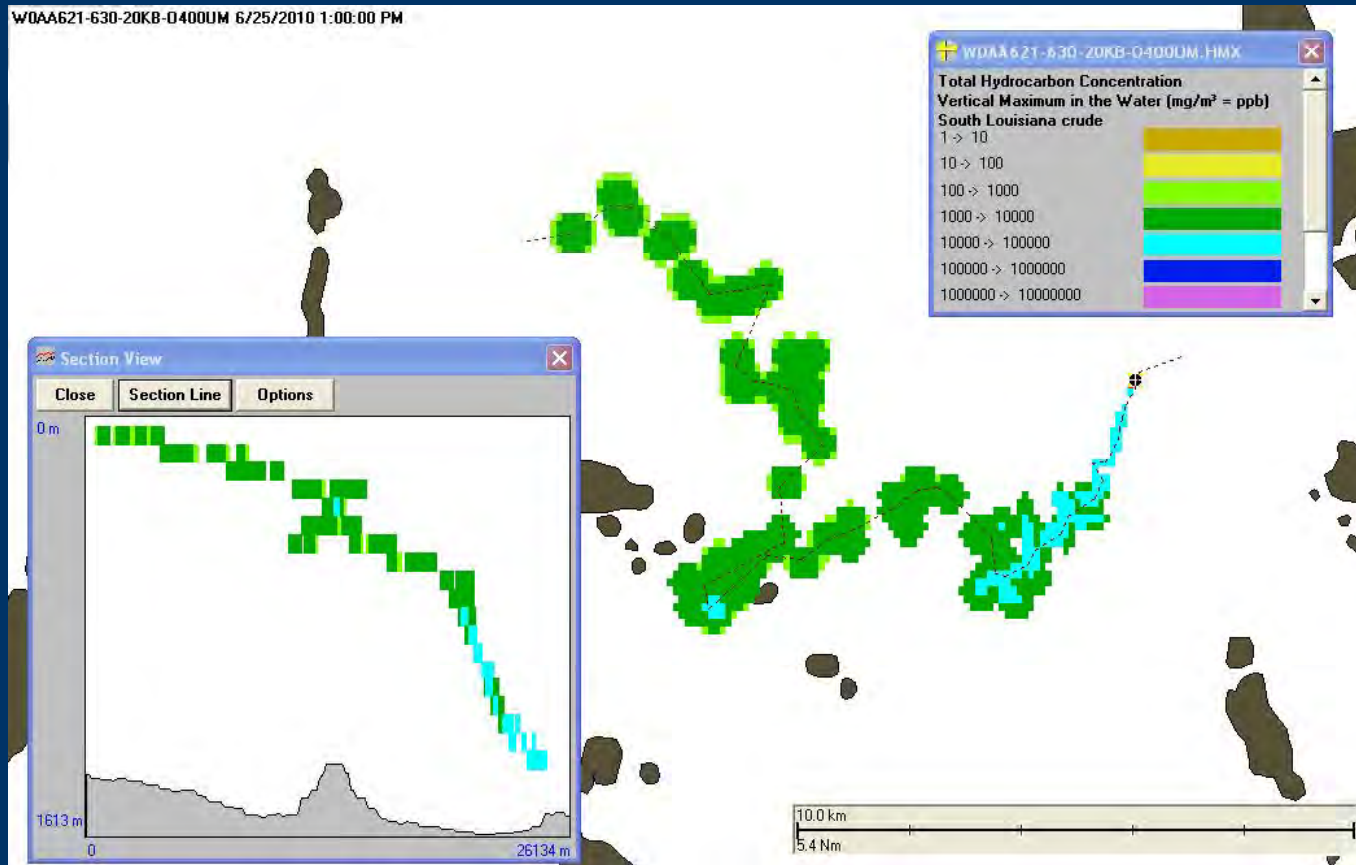 W0AA621-630-20KB-O400UM 6/25/2010 1:00:00 PM
W0AA621-630-20KB-O400UM.HMX
Total Hydrocarbon Concentration
Vertical Maximum in the Water (mg/m³ = ppb)
South Louisiana crude
1 -> 10
10 -> 100
100 -> 1000
1000 -> 10000
10000 -> 100000
100000 -> 1000000
1000000 -> 10000000
Section View
Close Section Line Options
0 m
1613 m
0 26134 m
10.0 km
5.4 Nm